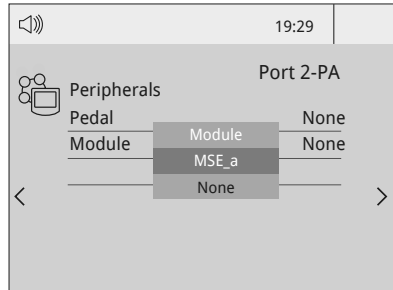 19:29
Port 2-PA
Peripherals
Pedal None
Module None
Module
MSE_a
None